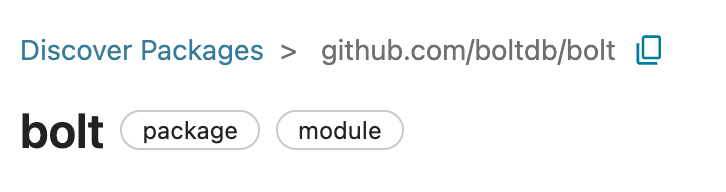 Discover Packages > github.com/boltdb/bolt
bolt package module